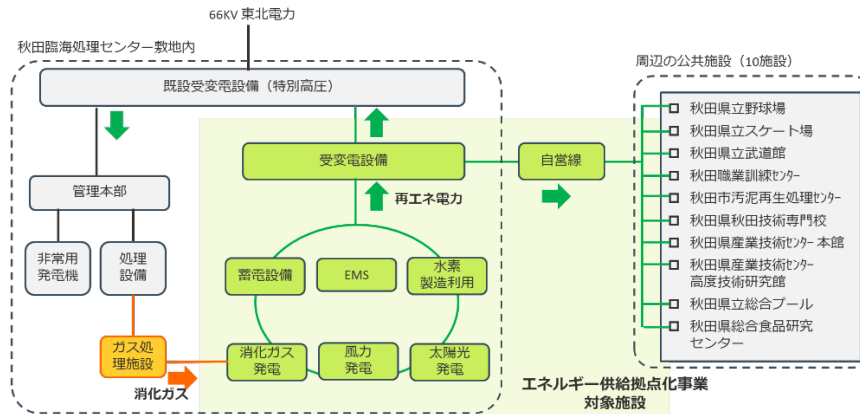 66KV 東北電力
秋田臨海処理センター敷地内
既設受変電設備（特別高圧）
受変電設備
自営線
管理本部
再エネ電力
非常用
発電機
処理
設備
蓄電設備
EMS
水素
製造利用
ガス処
理施設
消化ガス
消化ガス
発電
風力
発電
太陽光
発電
エネルギー供給拠点化事業
対象施設
周辺の公共施設（10施設）
秋田県立野球場
秋田県立スケート場
秋田県立武道館
秋田職業訓練センター
秋田市汚泥再生処理センター
秋田県秋田技術専門校
秋田県産業技術センター 本館
秋田県産業技術センター
高度技術研究館
秋田県立総合プール
秋田県総合食品研究
センター